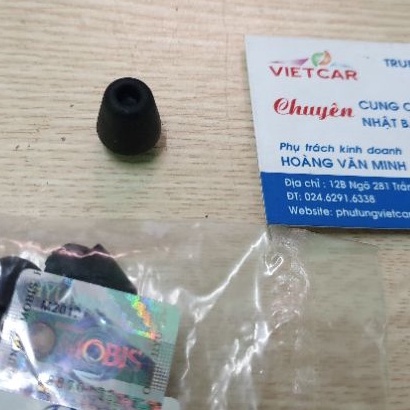 VIETCAR
TRUN
Chuyên CUNG C
NHẬT B
Phụ trách kinh doanh
HOÀNG VĂN MINH
Địa chỉ : 12B Ngõ 281 Trần
ĐT: 024.6291.6338
Website: phutungvietcar
MOBIS